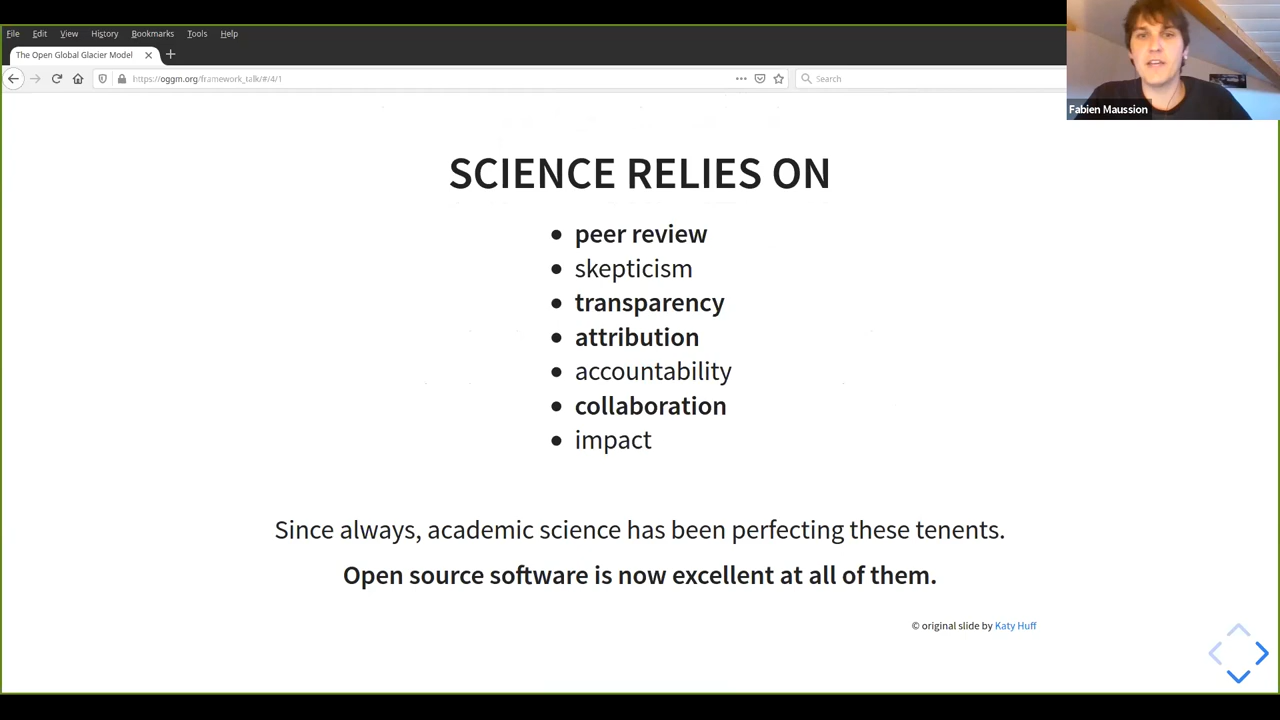 File Edit View History Bookmarks Tools Help
The Open Global Glacier Model
https://oggm.org/framework_talk/#/4/1
Search
Fabien Maussion
SCIENCE RELIES ON
peer review
skepticism
transparency
attribution
accountability
collaboration
impact
Since always, academic science has been perfecting these tenents.
Open source software is now excellent at all of them.
© original slide by Katy Huff